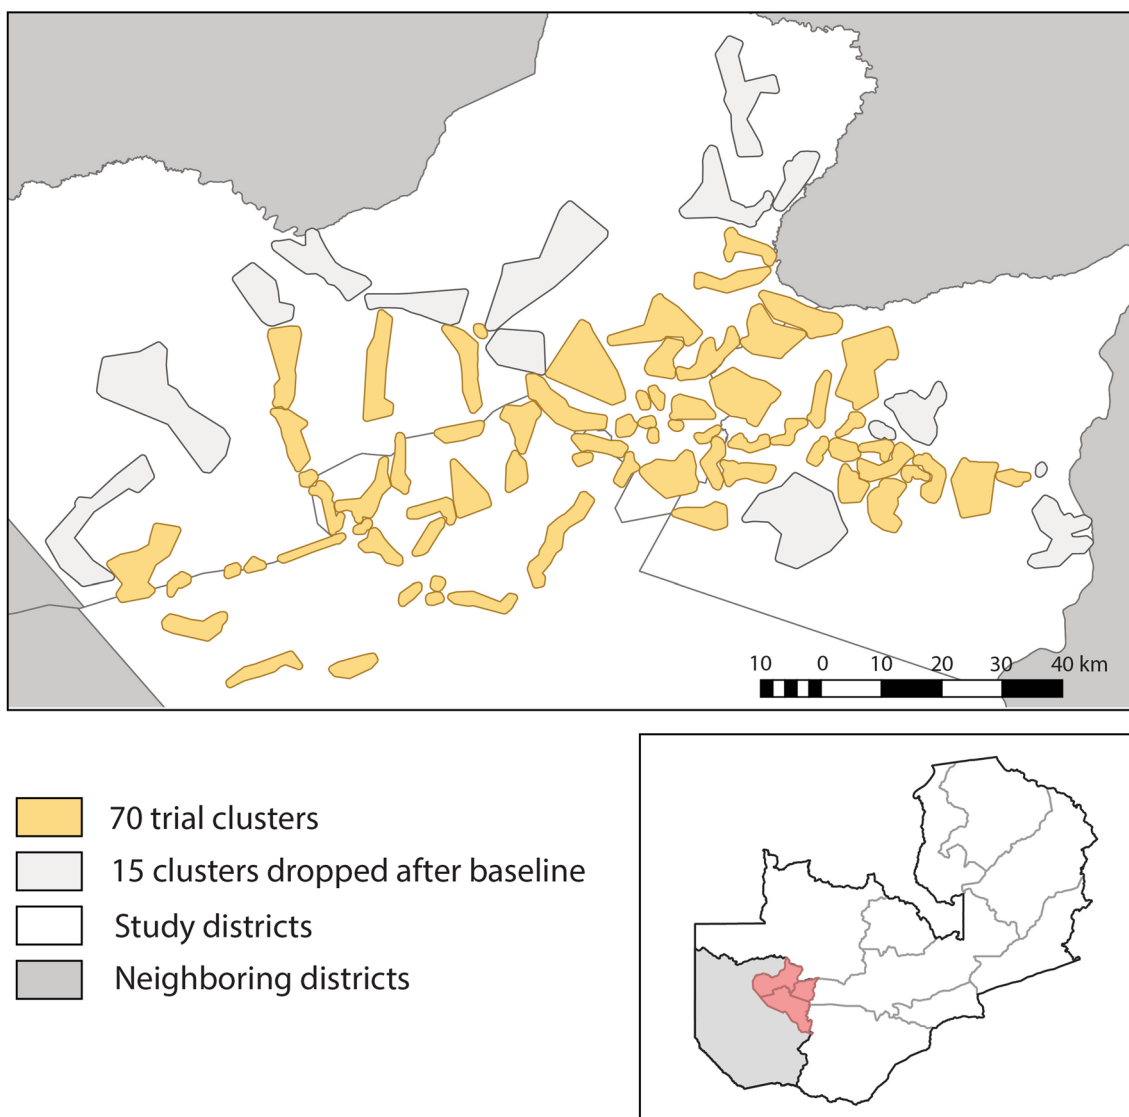 10 0 10 20 30 40 km
70 trial clusters
15 clusters dropped after baseline
Study districts
Neighboring districts